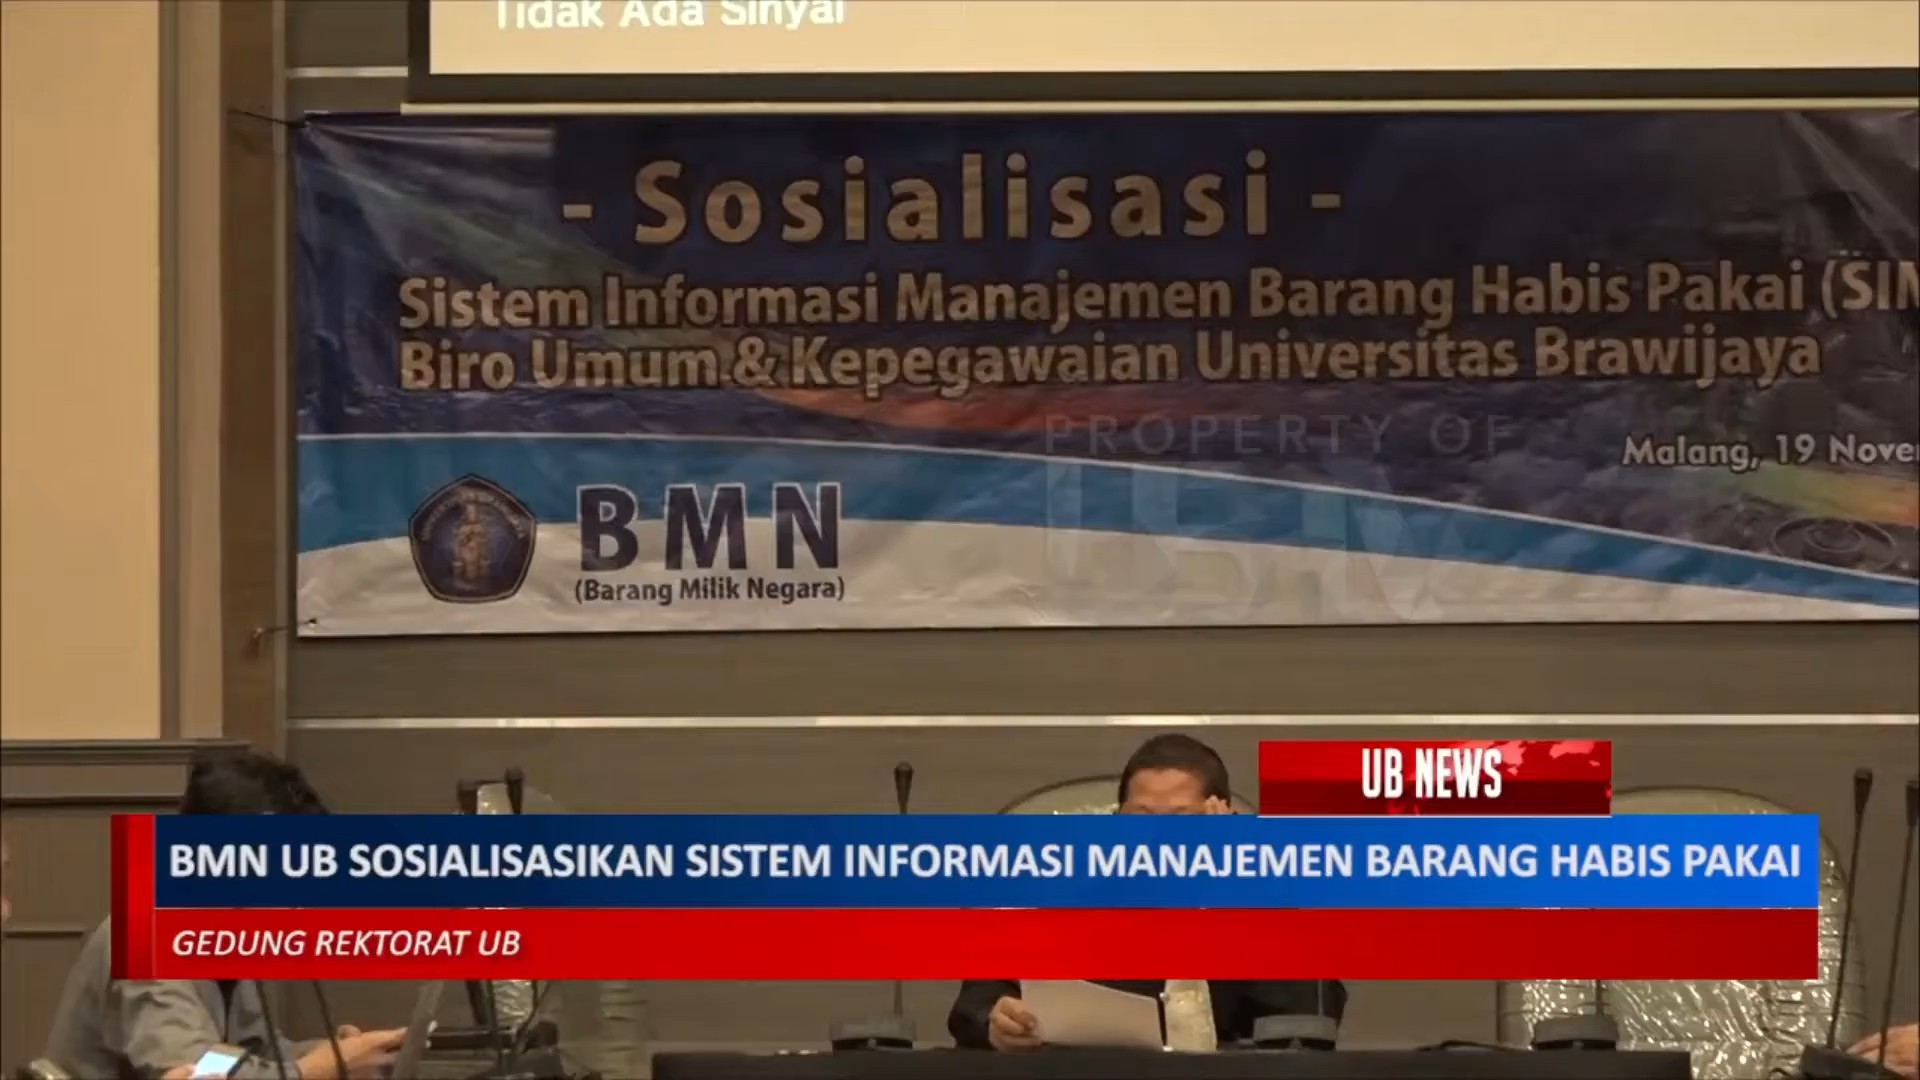 Tidak Ada Sinyal
- Sosialisasi -
Sistem Informasi Manajemen Barang Habis Pakai (SIM
Biro Umum & Kepegawaian Universitas Brawijaya
PROPERTY OF
Malang, 19 Nove
BMN
(Barang Milik Negara)
UB NEWS
BMN UB SOSIALISASIKAN SISTEM INFORMASI MANAJEMEN BARANG HABIS PAKAI
GEDUNG REKTORAT UB